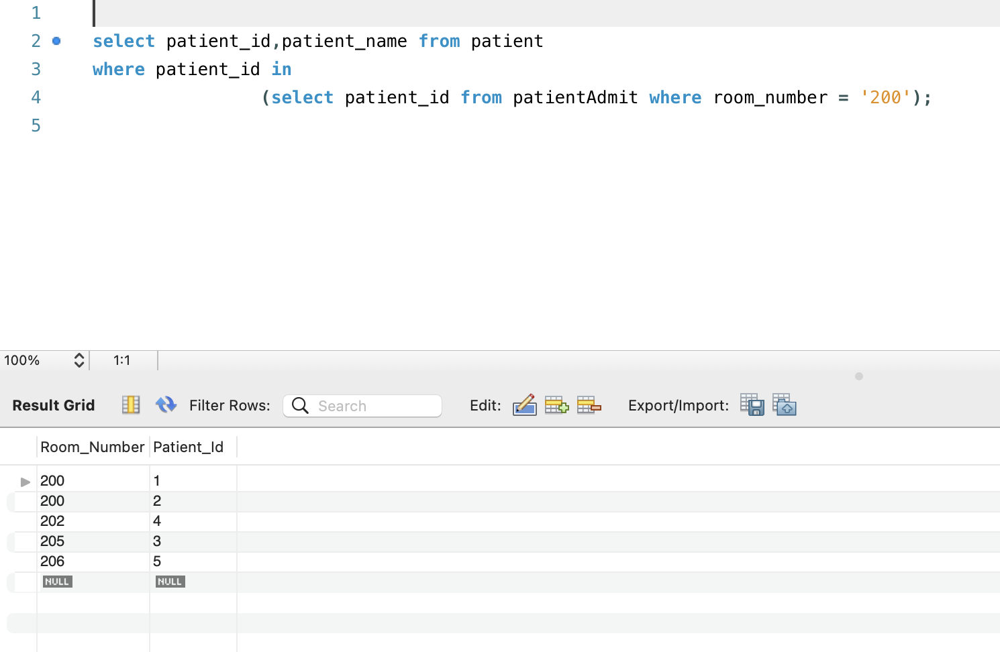 1
2 select patient_id,patient_name from patient
3 where patient_id in
4 (select patient_id from patientAdmit where room_number = '200');
5
100% 1:1
Result Grid Filter Rows: Search Edit: Export/Import:
Room_Number Patient_Id
200 1
200 2
202 4
205 3
206 5
NULL NULL